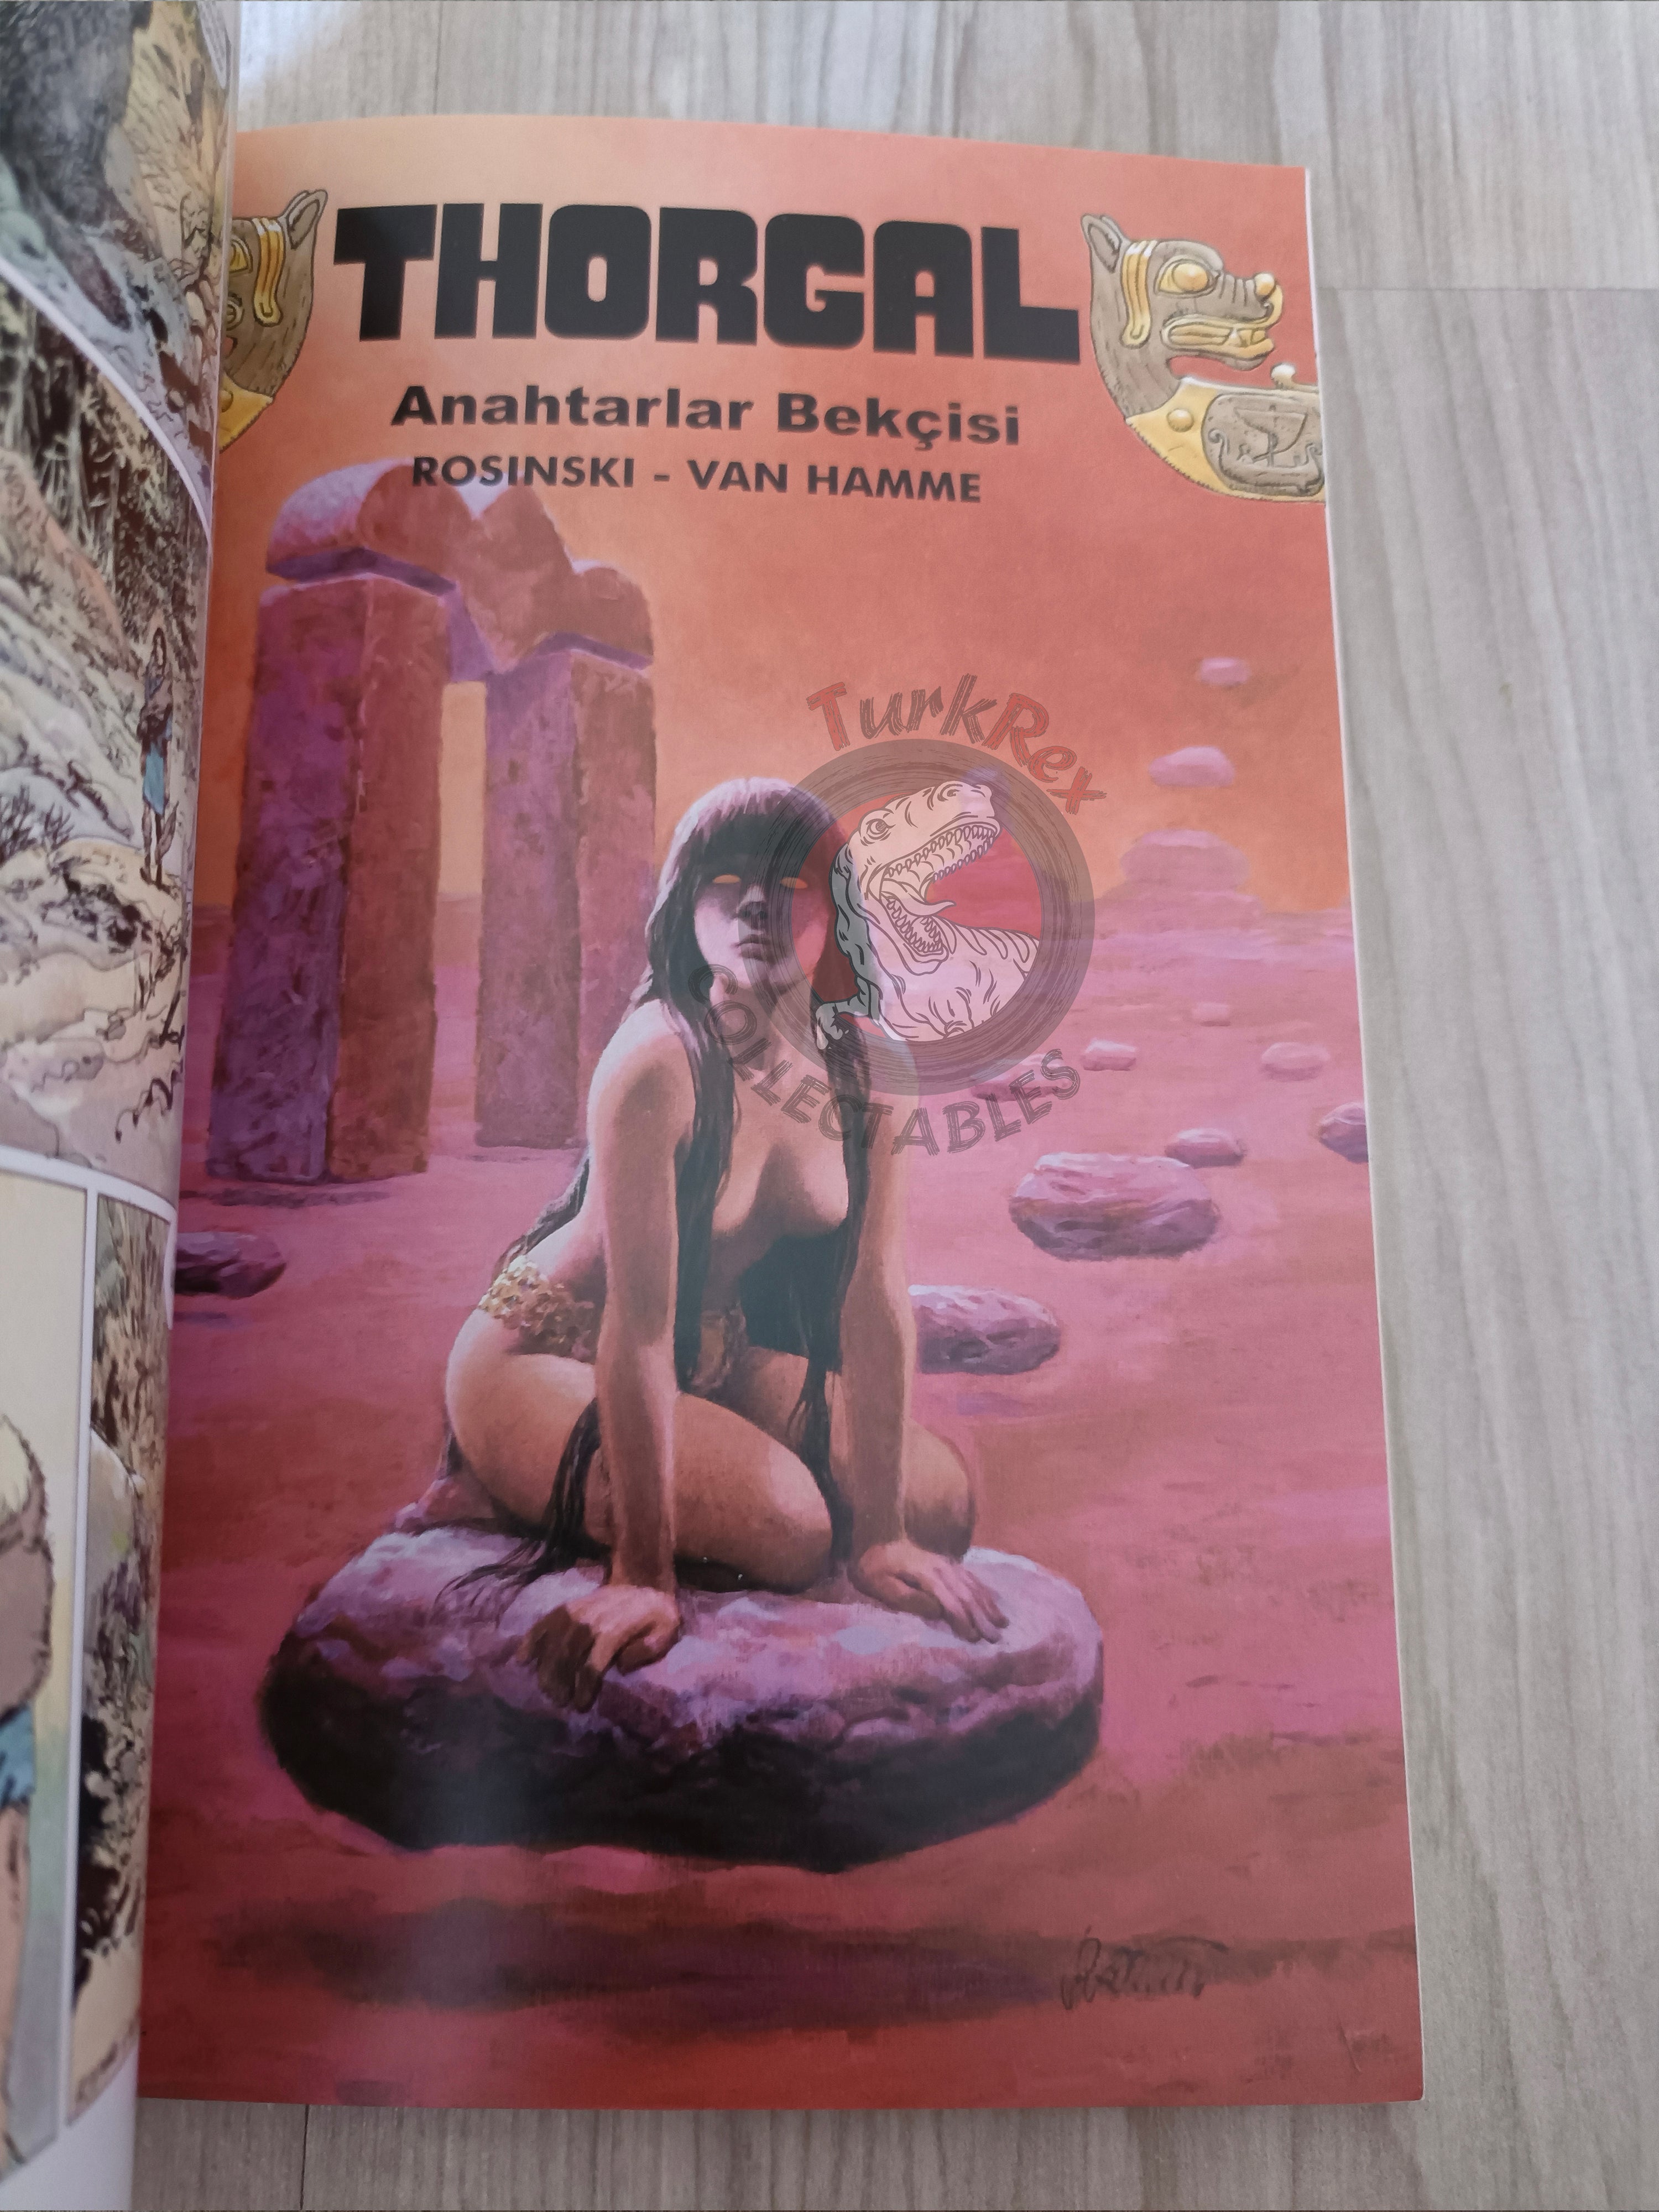 THORGAL
Anahtarlar Bekçisi
ROSINSKI - VAN HAMME
TurkRex
COLLECTABLES